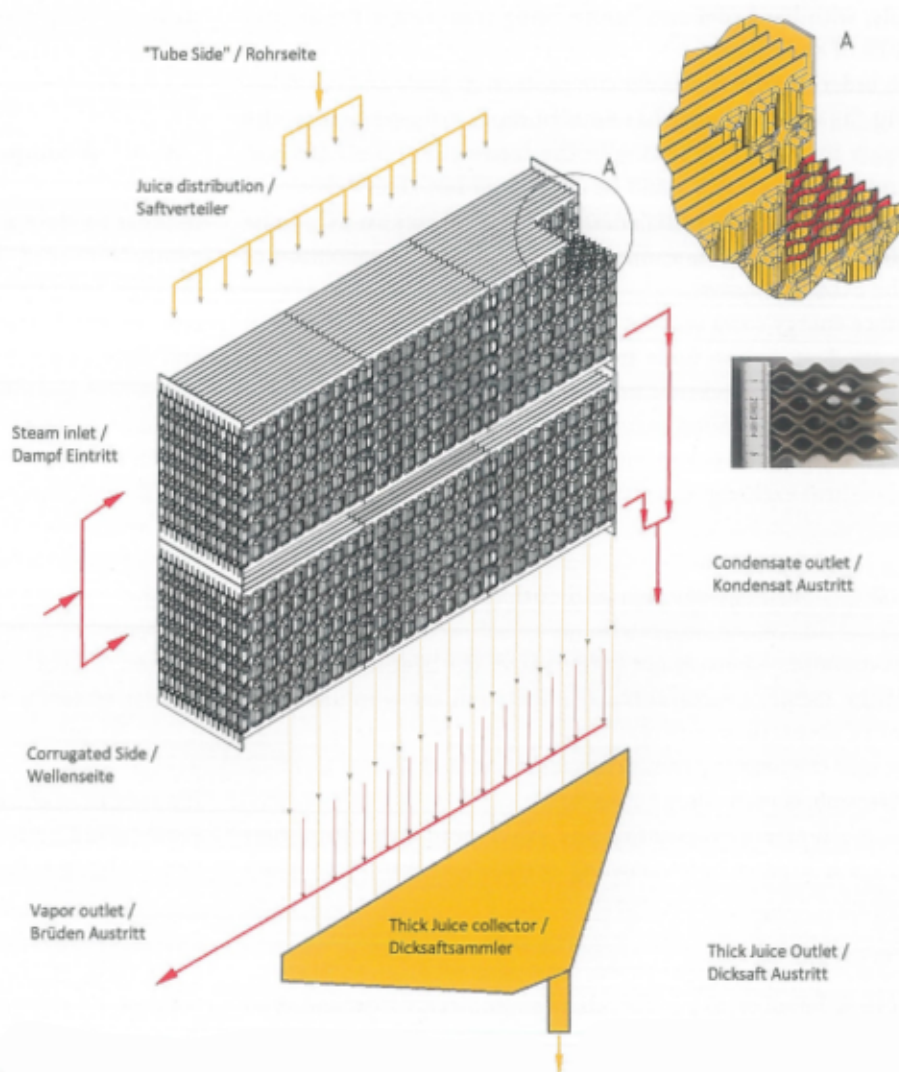 "Tube Side" / Rohrseite
A
Juice distribution /
Saftverteiler
A
Steam inlet /
Dampf Eintritt
Condensate outlet /
Kondensat Austritt
Corrugated Side /
Wellenseite
Vapor outlet /
Brüden Austritt
Thick Juice collector /
Dicksaftsammler
Thick Juice Outlet /
Dicksaft Austritt